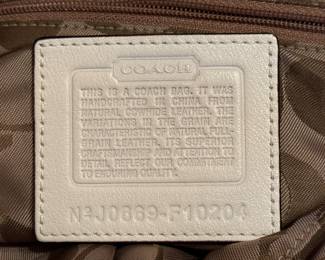 COACH
THIS IS A COACH BAG. IT WAS
HANDCRAFTED IN CHINA FROM
NATURAL COWHIDE LEATHER. THE
VARIATIONS IN THE GRAIN ARE
CHARACTERISTIC OF NATURAL FULL-
GRAIN LEATHER. ITS SUPERIOR
CRAFTSMANSHIP AND ATTENTION TO
DETAIL REFLECT OUR COMMITMENT
TO ENDURING QUALITY.
Nº J0669-F10204